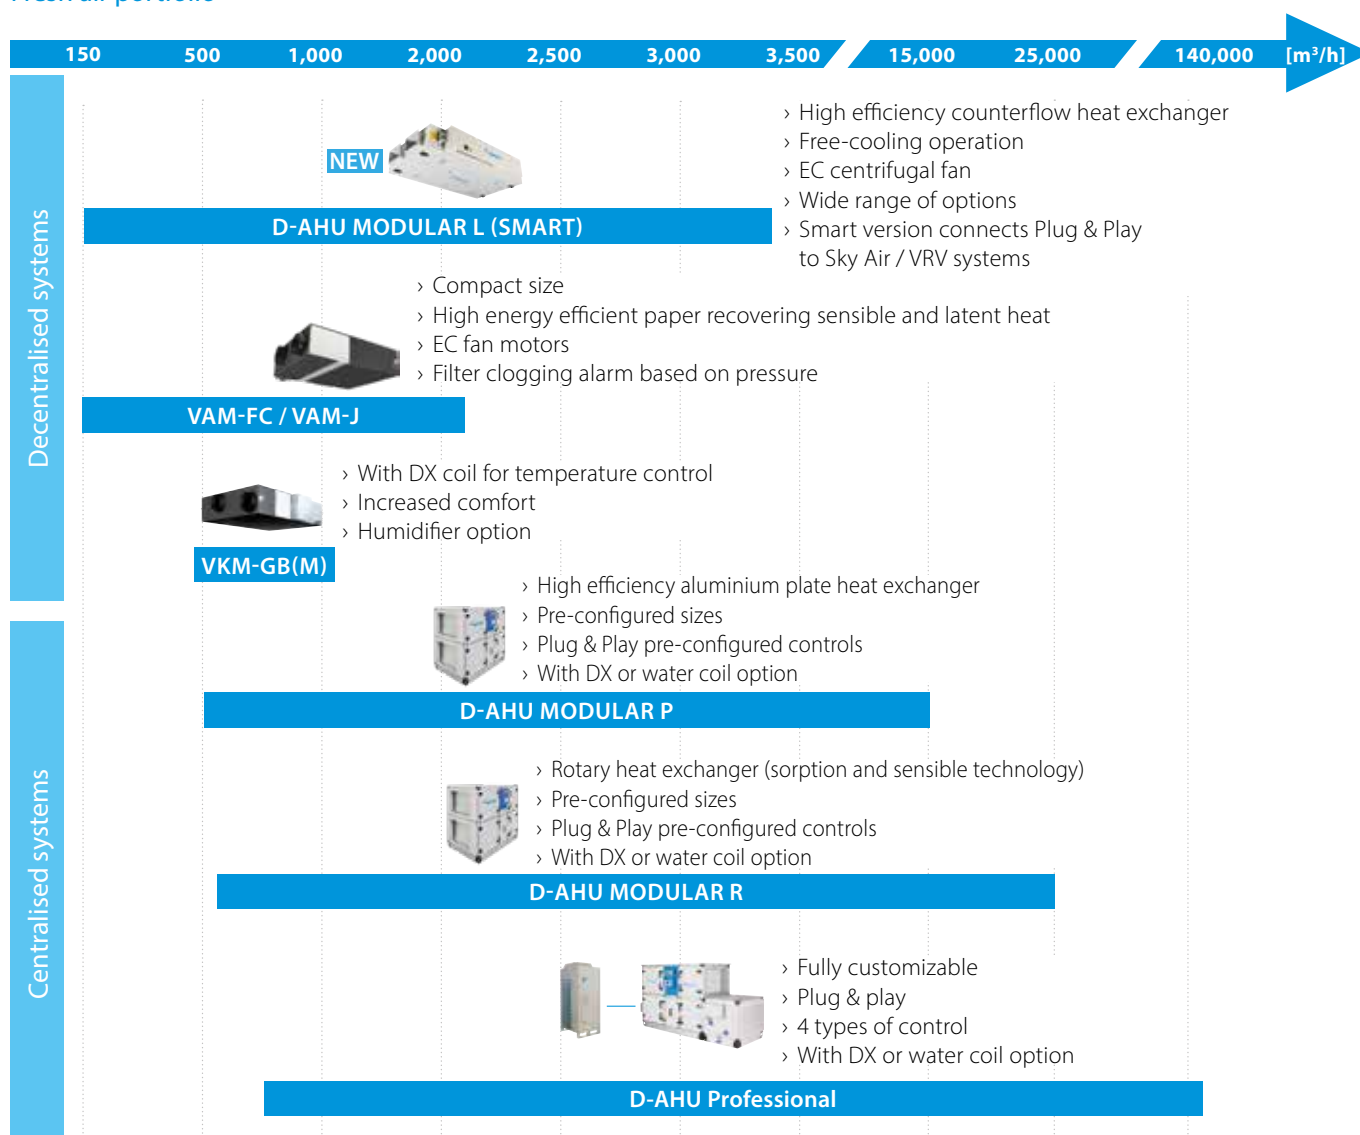 Fresh air portfolio
150 500 1,000 2,000 2,500 3,000 3,500 15,000 25,000 140,000 [m³/h]
Decentralised systems
NEW
› High efficiency counterflow heat exchanger
› Free-cooling operation
› EC centrifugal fan
› Wide range of options
› Smart version connects Plug & Play
to Sky Air / VRV systems
D-AHU MODULAR L (SMART)
› Compact size
› High energy efficient paper recovering sensible and latent heat
› EC fan motors
› Filter clogging alarm based on pressure
VAM-FC / VAM-J
› With DX coil for temperature control
› Increased comfort
› Humidifier option
VKM-GB(M)
Centralised systems
› High efficiency aluminium plate heat exchanger
› Pre-configured sizes
› Plug & Play pre-configured controls
› With DX or water coil option
D-AHU MODULAR P
› Rotary heat exchanger (sorption and sensible technology)
› Pre-configured sizes
› Plug & Play pre-configured controls
› With DX or water coil option
D-AHU MODULAR R
› Fully customizable
› Plug & play
› 4 types of control
› With DX or water coil option
D-AHU Professional